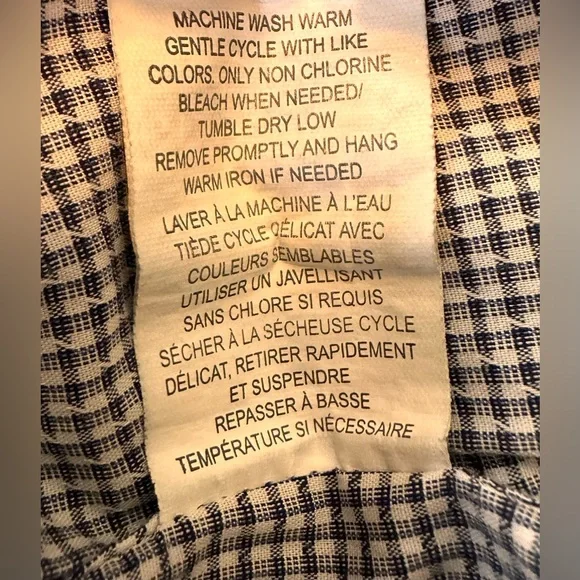 MACHINE WASH WARM
GENTLE CYCLE WITH LIKE
COLORS. ONLY NON CHLORINE
BLEACH WHEN NEEDED/
TUMBLE DRY LOW
REMOVE PROMPTLY AND HANG
WARM IRON IF NEEDED
LAVER À LA MACHINE À L'EAU
TIÈDE CYCLE DÉLICAT AVEC
COULEURS SEMBLABLES
UTILISER UN JAVELLISANT
SANS CHLORE SI REQUIS
SÉCHER À LA SÉCHEUSE CYCLE
DÉLICAT, RETIRER RAPIDEMENT
ET SUSPENDRE
REPASSER À BASSE
TEMPÉRATURE SI NÉCESSAIRE